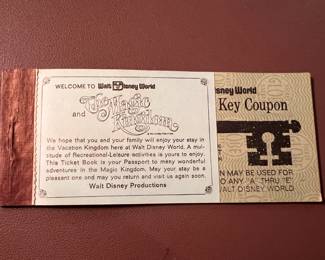 WELCOME TO Walt Disney World
and The Magic Kingdom
We hope that you and your family will enjoy your stay in
the Vacation Kingdom here at Walt Disney World. A mul-
titude of Recreational-Leisure activities is yours to enjoy.
This Ticket Book is your Passport to many wonderful
adventures in the Magic Kingdom. May your stay be a
pleasant one and may you return and visit us again soon.
Walt Disney Productions
sney World
Key Coupon
N MAY BE USED FOR
O ANY "A" THRU "E"
ALT DISNEY WORLD